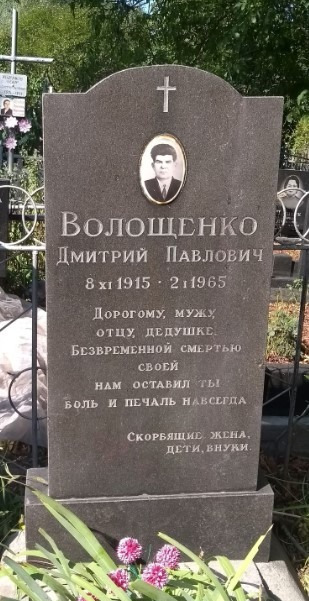 Волощенко
Дмитрий Павлович
8 XI 1915 · 2 I 1965
Дорогому, мужу,
отцу, дедушке.
Безвременной смертью
своей
нам оставил ты
боль и печаль навсегда
Скорбящие жена,
дети, внуки.